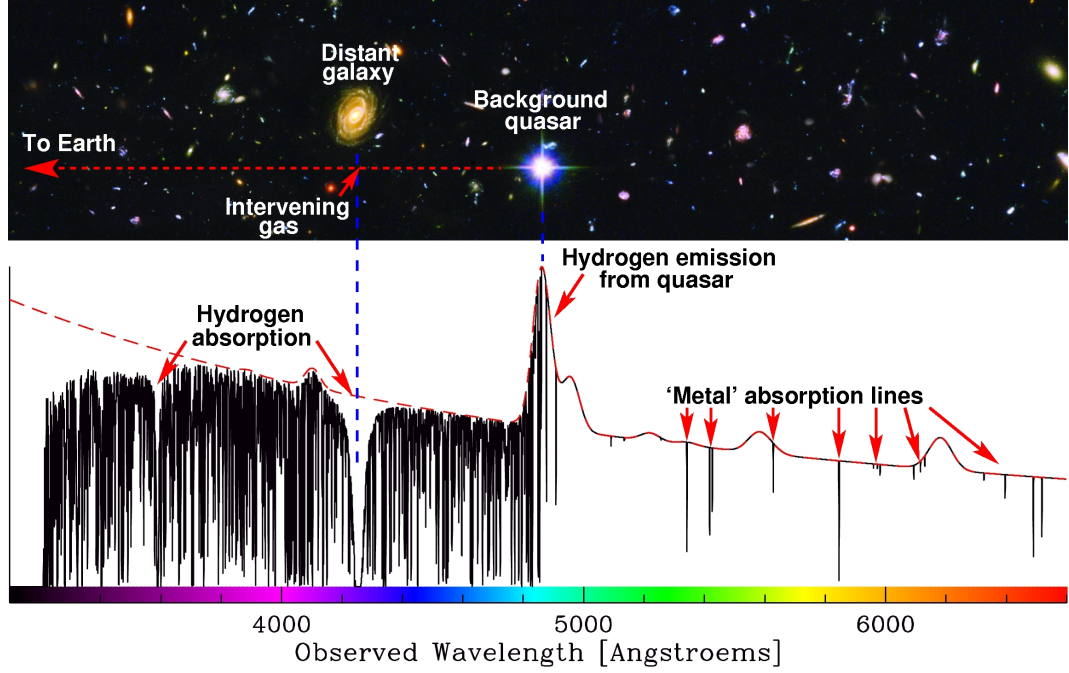 Distant
galaxy
Background
quasar
To Earth
Intervening
gas
Hydrogen emission
from quasar
Hydrogen
absorption
‘Metal’ absorption lines
4000
5000
6000
Observed Wavelength [Angstroems]